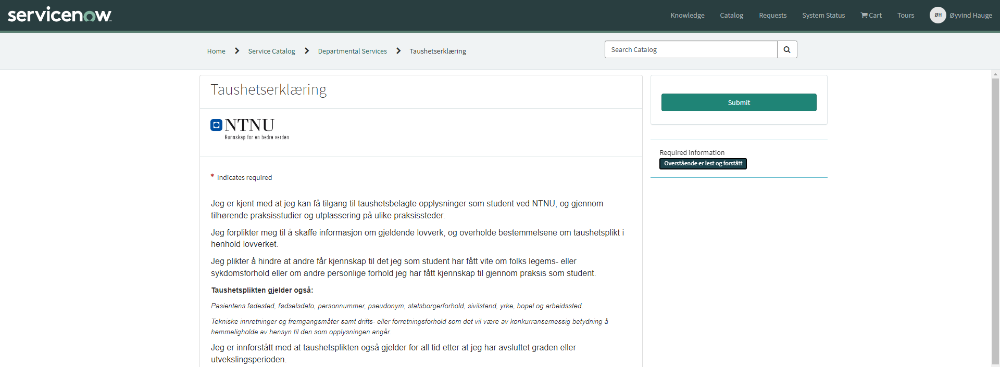 servicenow
Knowledge Catalog Requests System Status Cart Tours ØH Øyvind Hauge
Home Service Catalog Departmental Services Taushetserklæring
Search Catalog
Taushetserklæring
NTNU
Kunnskap for en bedre verden
* Indicates required
Jeg er kjent med at jeg kan få tilgang til taushetsbelagte opplysninger som student ved NTNU, og gjennom
tilhørende praksisstudier og utplassering på ulike praksissteder.
Jeg forplikter meg til å skaffe informasjon om gjeldende lovverk, og overholde bestemmelsene om taushetsplikt i
henhold lovverket.
Jeg plikter å hindre at andre får kjennskap til det jeg som student har fått vite om folks legems- eller
sykdomsforhold eller om andre personlige forhold jeg har fått kjennskap til gjennom praksis som student.
Taushetsplikten gjelder også:
Pasientens fødested, fødselsdato, personnummer, pseudonym, statsborgerforhold, sivilstand, yrke, bopel og arbeidssted.
Tekniske innretninger og fremgangsmåter samt drifts- eller forretningsforhold som det vil være av konkurransemessig betydning å
hemmeligholde av hensyn til den som opplysningen angår.
Jeg er innforstått med at taushetsplikten også gjelder for all tid etter at jeg har avsluttet graden eller
utvekslingsperioden.
Submit
Required information
Overstående er lest og forstått